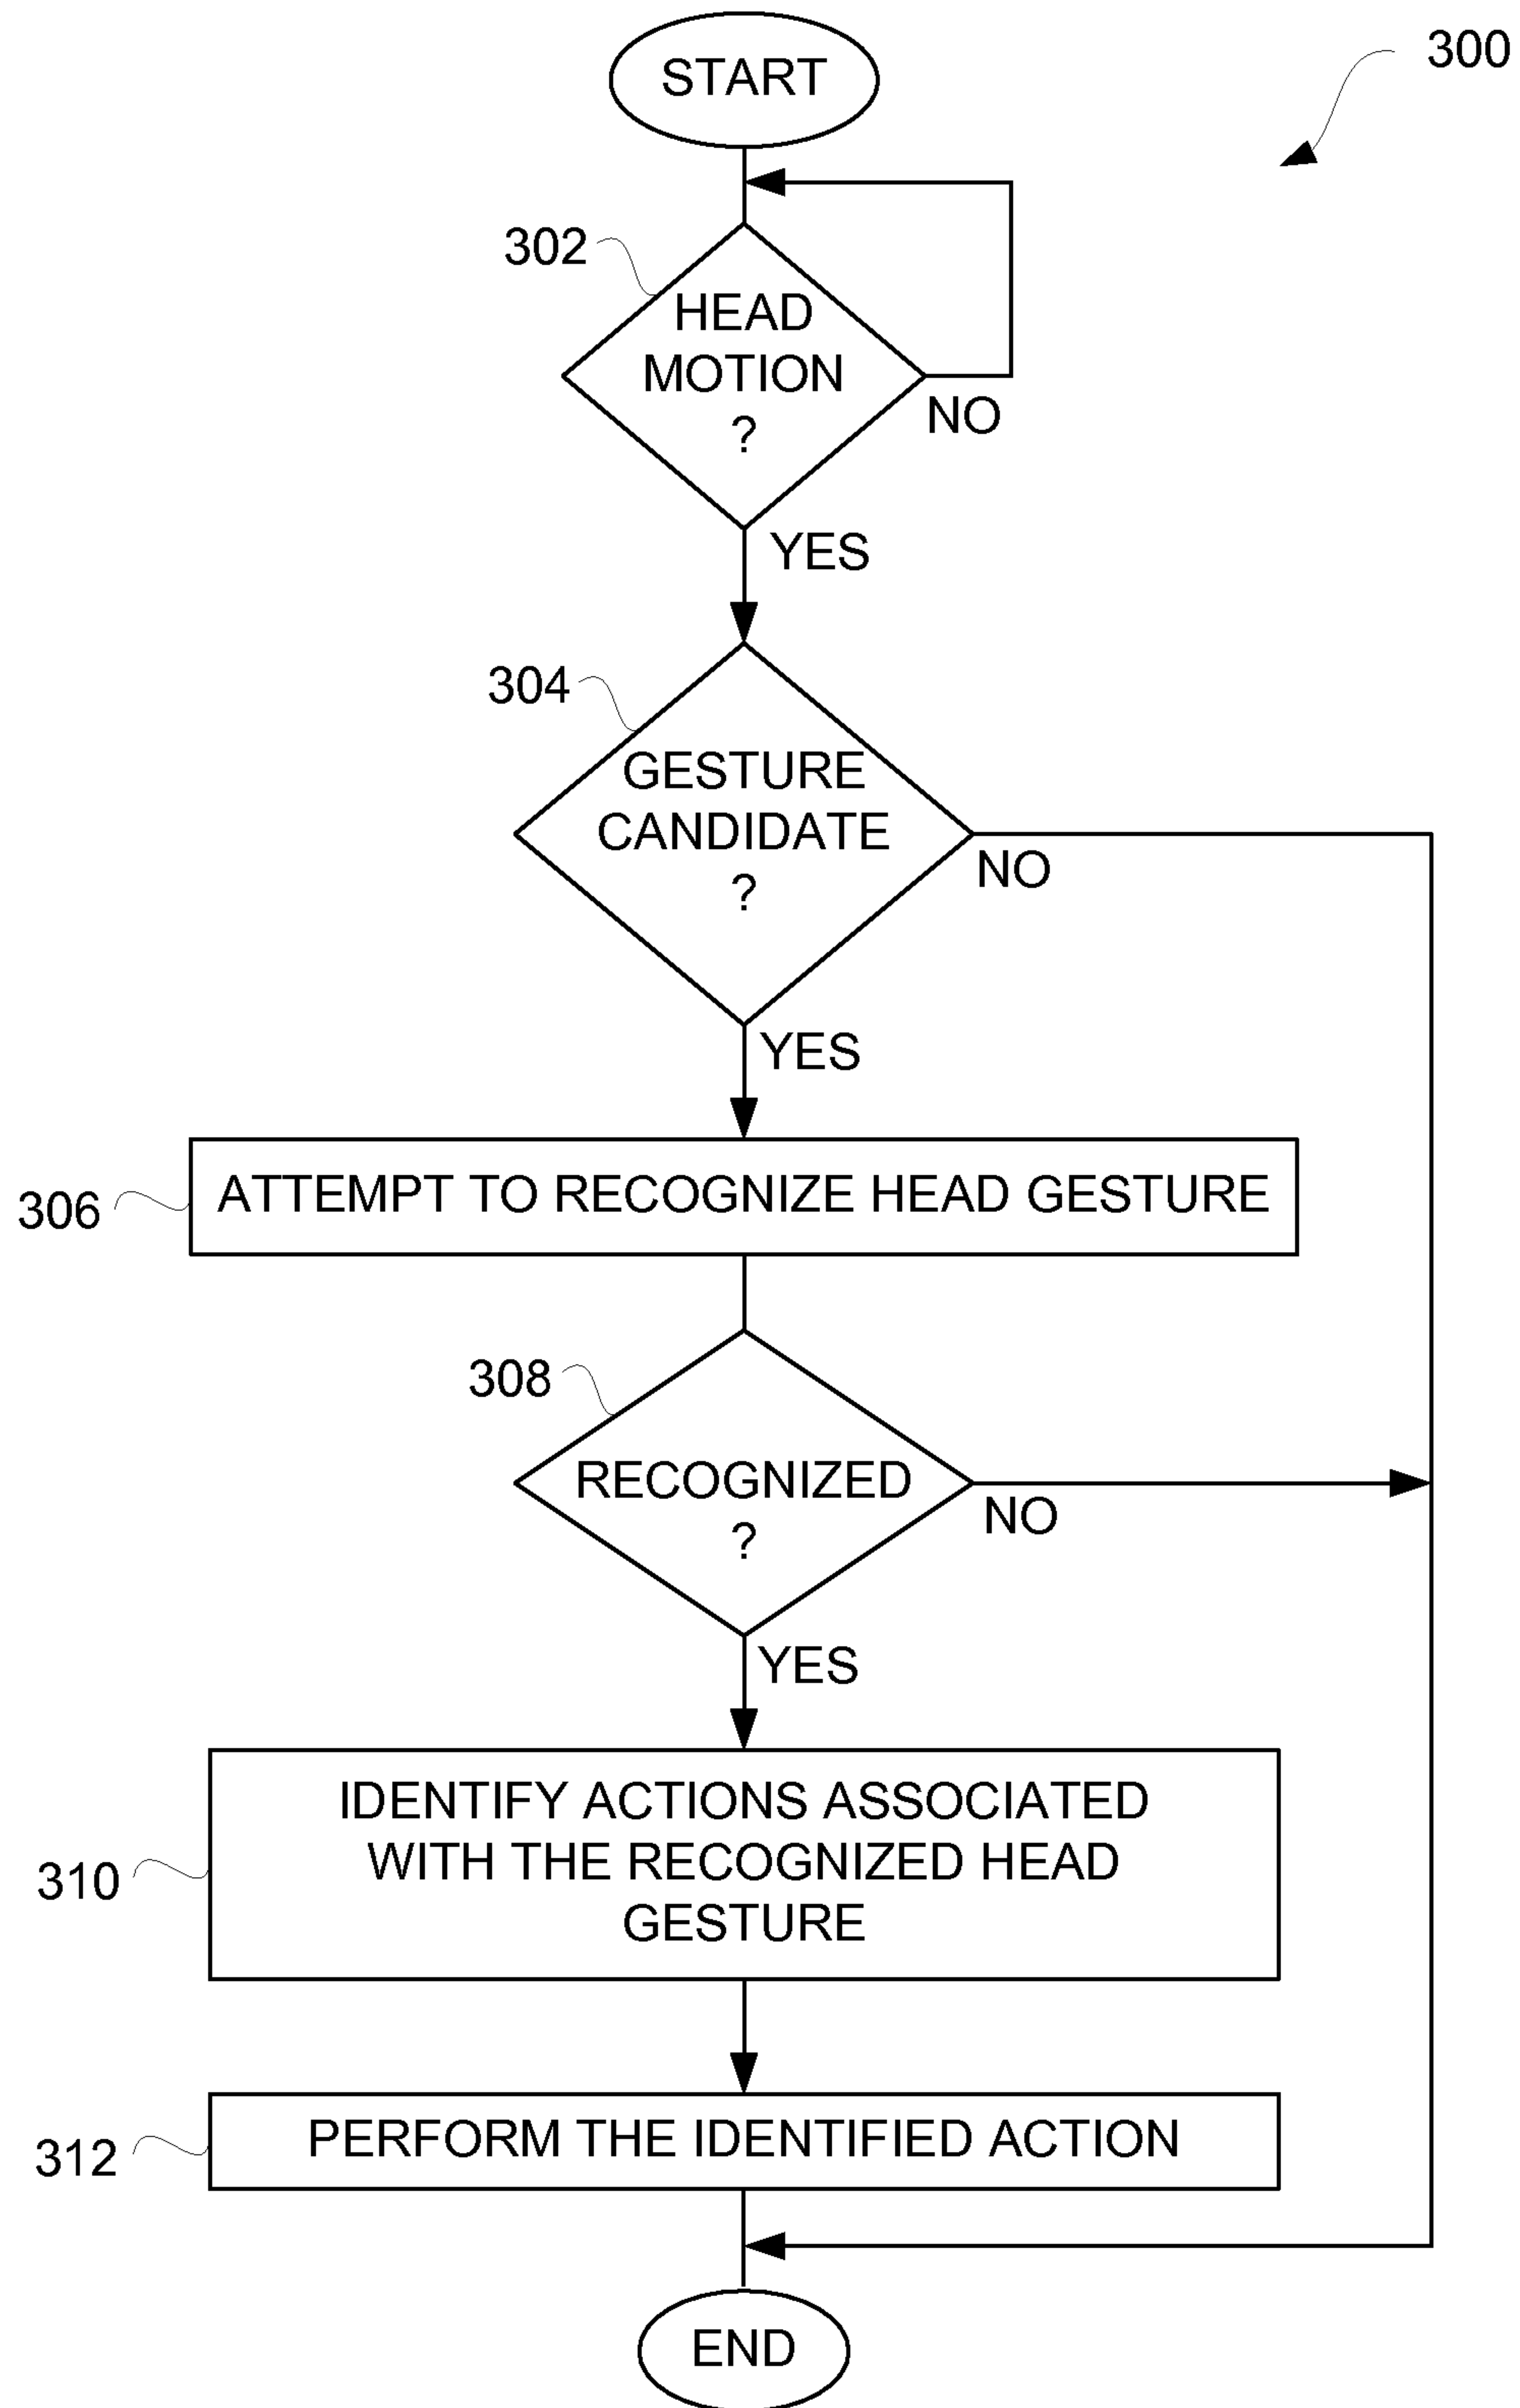 START
300
302
HEAD
MOTION
?
NO
YES
304
GESTURE
CANDIDATE
?
NO
YES
306
ATTEMPT TO RECOGNIZE HEAD GESTURE
308
RECOGNIZED
?
NO
YES
310
IDENTIFY ACTIONS ASSOCIATED
WITH THE RECOGNIZED HEAD
GESTURE
312
PERFORM THE IDENTIFIED ACTION
END